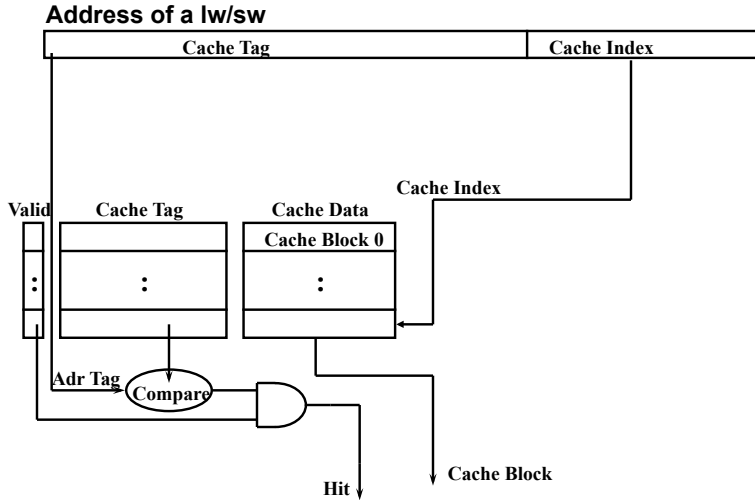 Address of a lw/sw
Cache Tag Cache Index
Cache Index
Valid Cache Tag Cache Data
Cache Block 0
: : :
Adr Tag
Compare
Cache Block
Hit